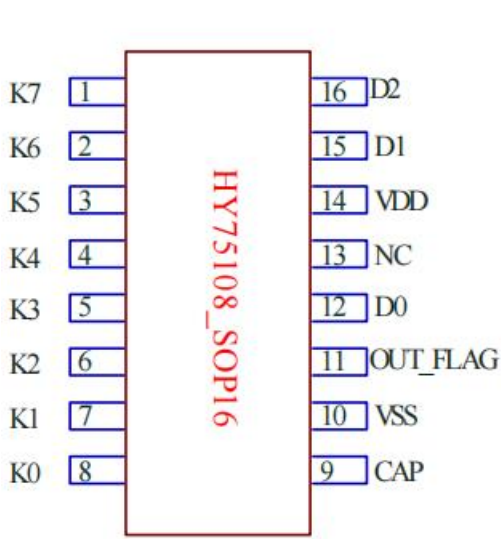 K7 1 16 D2
K6 2 15 D1
K5 3 14 VDD
K4 4 13 NC
K3 5 12 D0
K2 6 11 OUT_FLAG
K1 7 10 VSS
K0 8 9 CAP
HY75108_SOP16